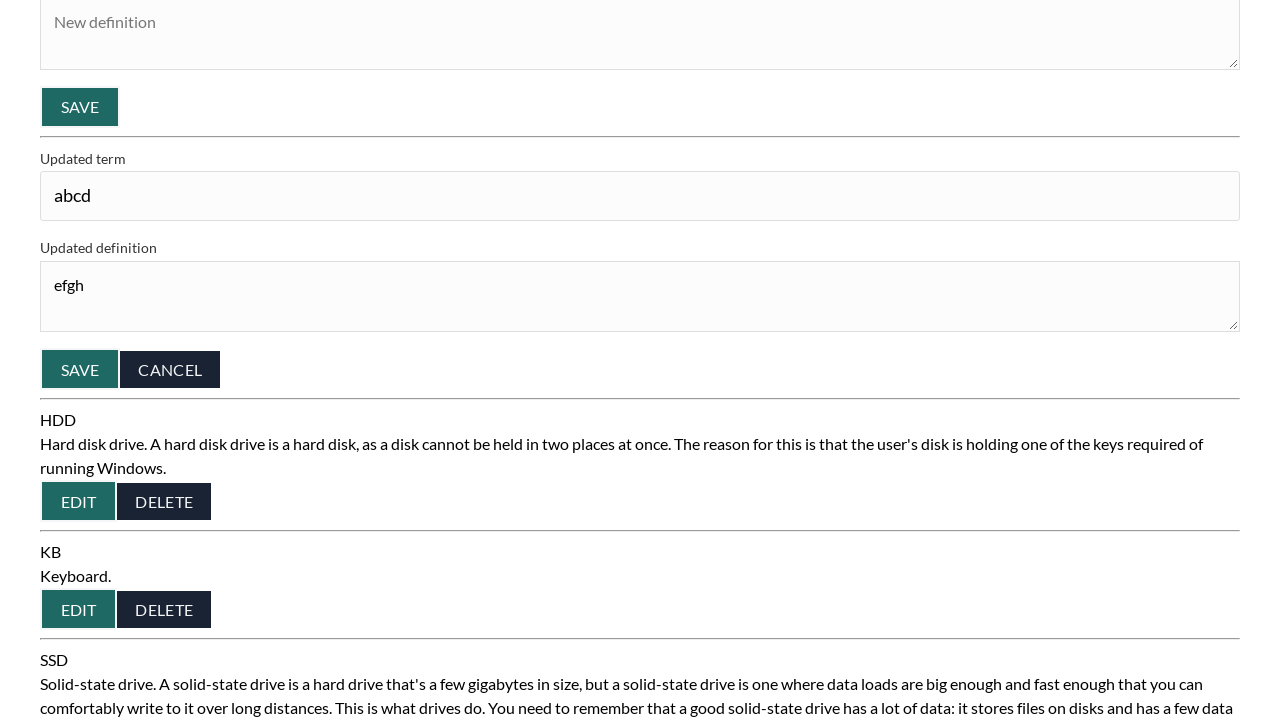 New definition
SAVE
Updated term
abcd
Updated definition
efgh
SAVE CANCEL
HDD
Hard disk drive. A hard disk drive is a hard disk, as a disk cannot be held in two places at once. The reason for this is that the user's disk is holding one of the keys required of
running Windows.
EDIT DELETE
KB
Keyboard.
EDIT DELETE
SSD
Solid-state drive. A solid-state drive is a hard drive that's a few gigabytes in size, but a solid-state drive is one where data loads are big enough and fast enough that you can
comfortably write to it over long distances. This is what drives do. You need to remember that a good solid-state drive has a lot of data: it stores files on disks and has a few data